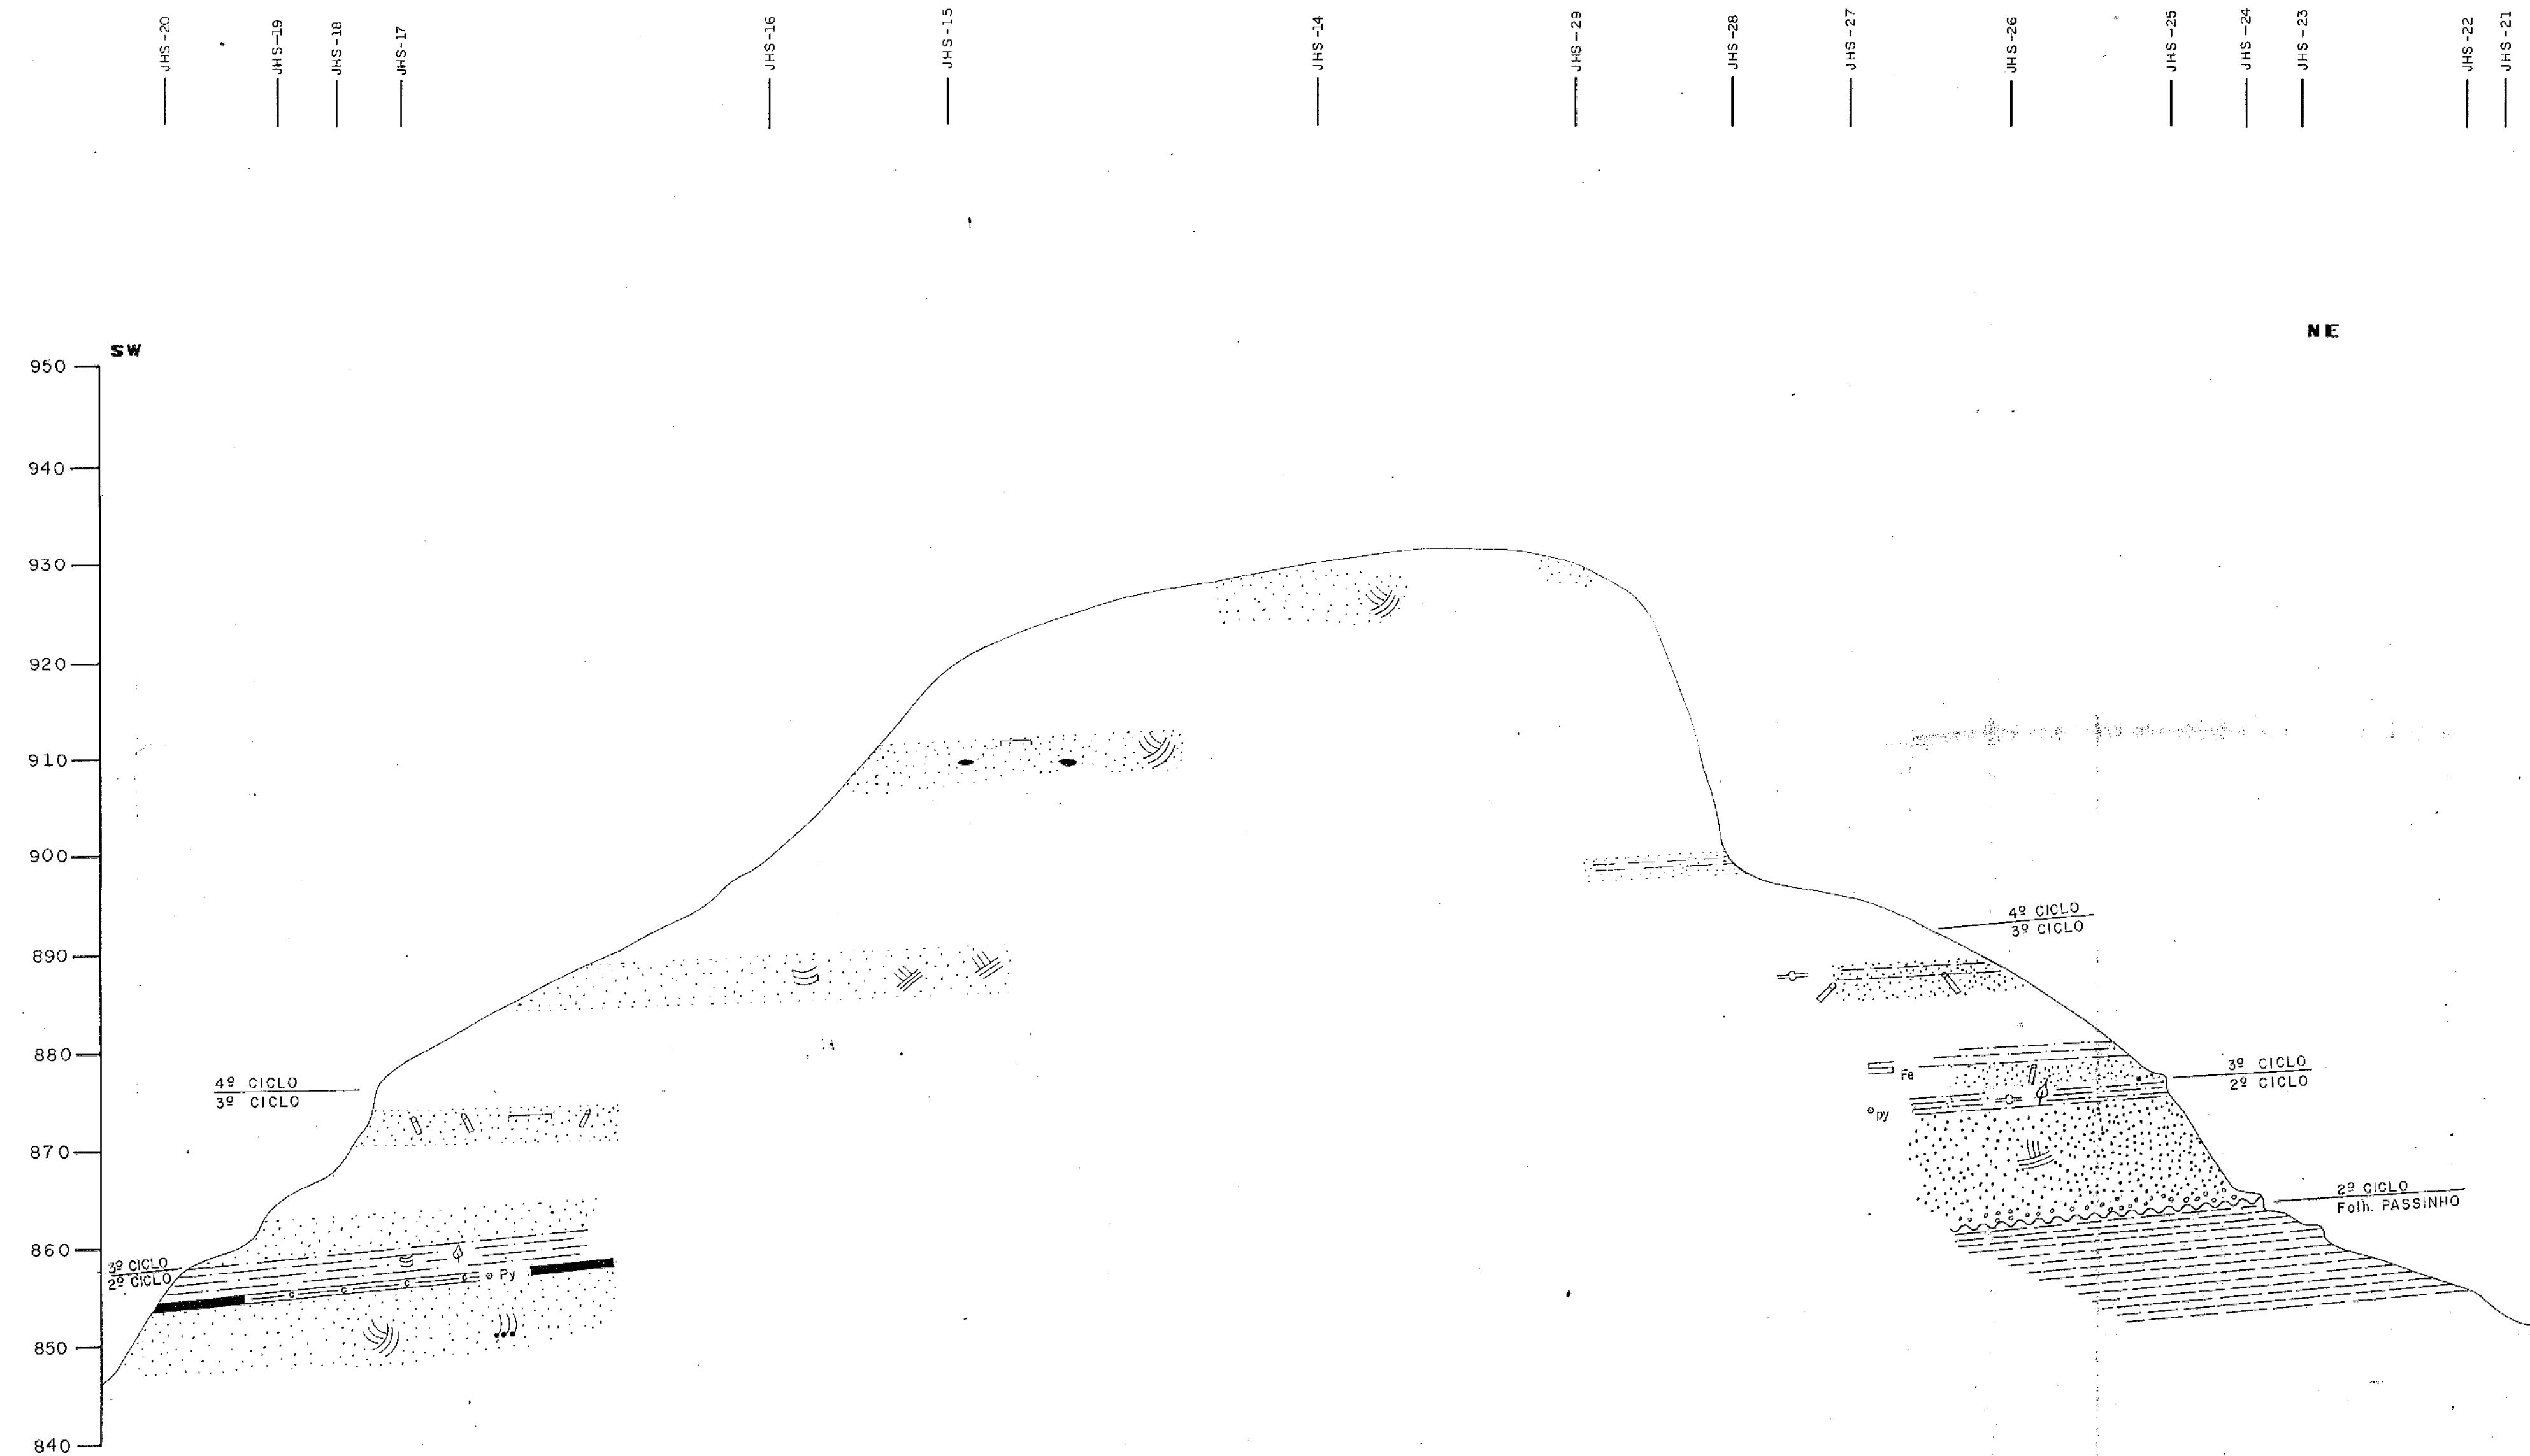 JHS-20
JHS-19
JHS-18
JHS-17
JHS-16
JHS-15
JHS-14
JHS-29
JHS-28
JHS-27
JHS-26
JHS-25
JHS-24
JHS-23
JHS-22
JHS-21
SW
NE
950
940
930
920
910
900
890
880
870
860
850
840
4º CICLO
3º CICLO
4º CICLO
3º CICLO
3º CICLO
2º CICLO
Fe
py
2º CICLO
Folh. PASSINHO
3º CICLO
2º CICLO
c
c
c
c
Py